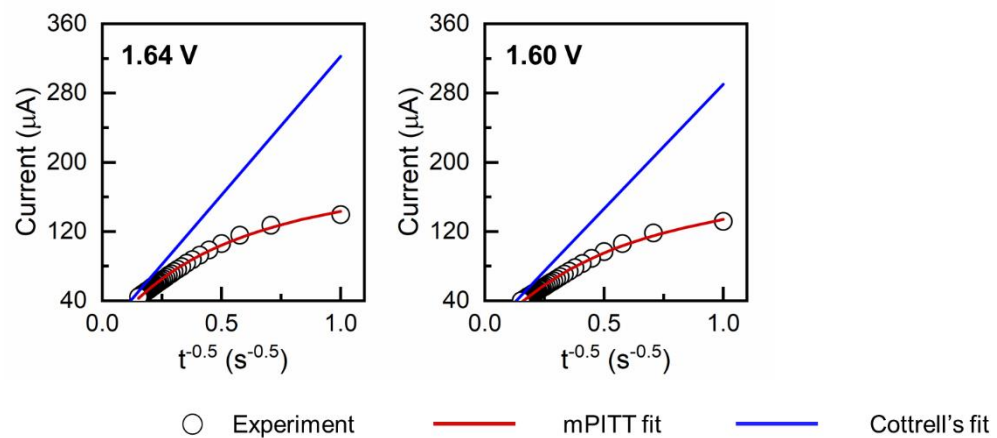 1.64 V
360
280
200
120
40
Current (μA)
0.0 0.5 1.0
t⁻⁰·⁵ (s⁻⁰·⁵)
1.60 V
360
280
200
120
40
Current (μA)
0.0 0.5 1.0
t⁻⁰·⁵ (s⁻⁰·⁵)
Experiment mPITT fit Cottrell's fit